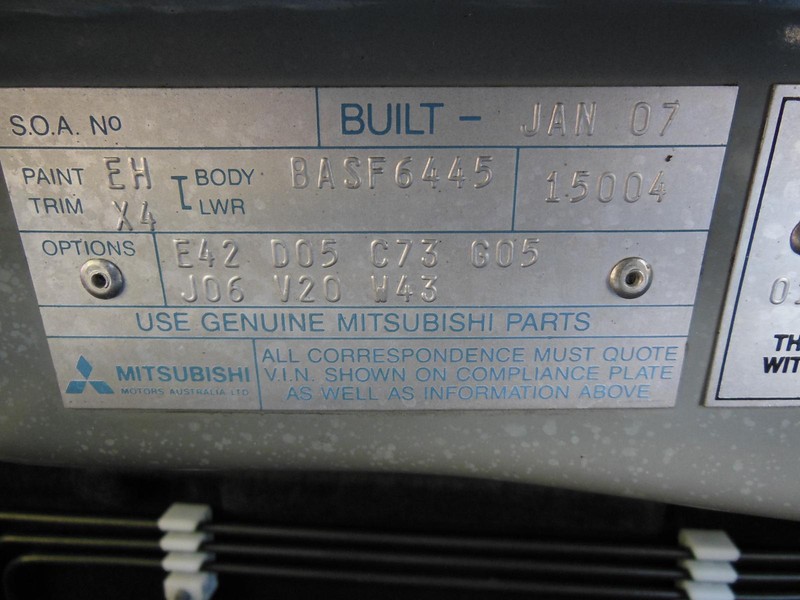 S.O.A. No
BUILT - JAN 07
PAINT EH
TRIM X4
BODY BASF6445 15004
LWR
OPTIONS E42 D05 C73 G05
J06 V20 W43
USE GENUINE MITSUBISHI PARTS
MITSUBISHI
MOTORS AUSTRALIA LTD
ALL CORRESPONDENCE MUST QUOTE
V.I.N. SHOWN ON COMPLIANCE PLATE
AS WELL AS INFORMATION ABOVE
TH
WIT